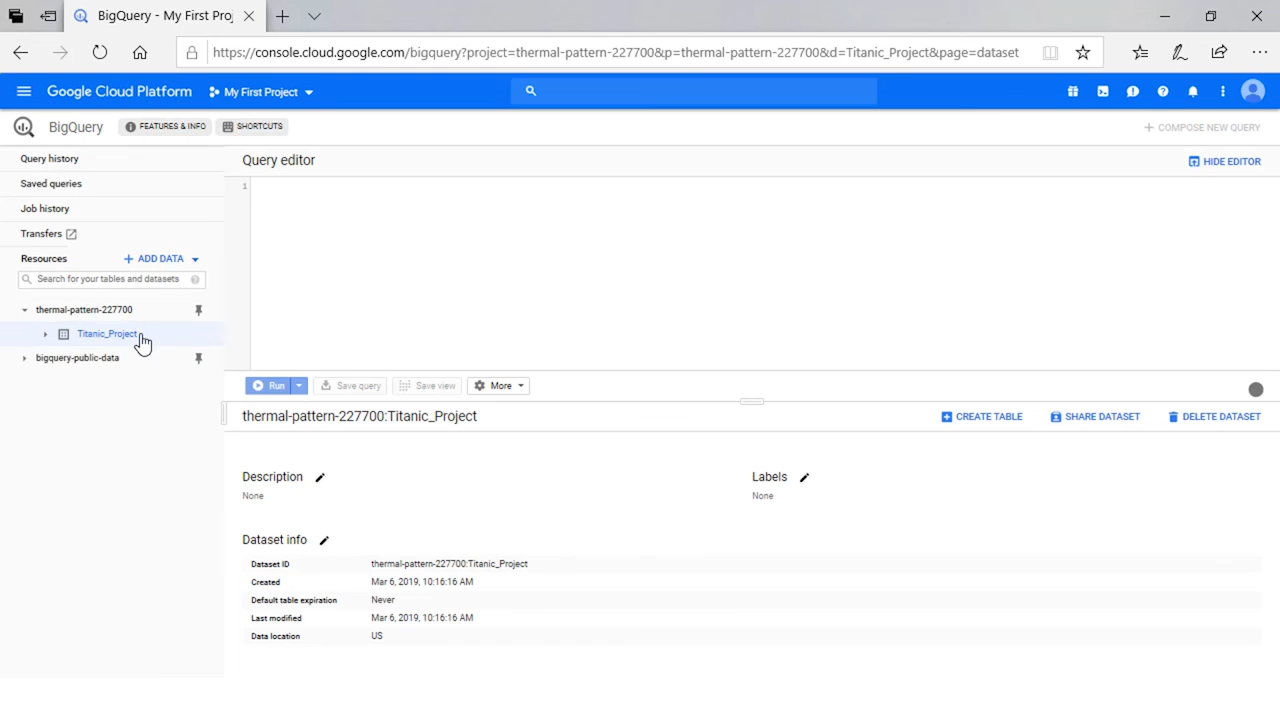 BigQuery - My First Proj
https://console.cloud.google.com/bigquery?project=thermal-pattern-227700&p=thermal-pattern-227700&d=Titanic_Project&page=dataset
Google Cloud Platform My First Project
BigQuery FEATURES & INFO SHORTCUTS COMPOSE NEW QUERY
Query history
Query editor HIDE EDITOR
Saved queries
1
Job history
Transfers
Resources ADD DATA
Search for your tables and datasets
thermal-pattern-227700
Titanic_Project
bigquery-public-data
Run Save query Save view More
thermal-pattern-227700:Titanic_Project CREATE TABLE SHARE DATASET DELETE DATASET
Description Labels
None None
Dataset info
Dataset ID thermal-pattern-227700:Titanic_Project
Created Mar 6, 2019, 10:16:16 AM
Default table expiration Never
Last modified Mar 6, 2019, 10:16:16 AM
Data location US